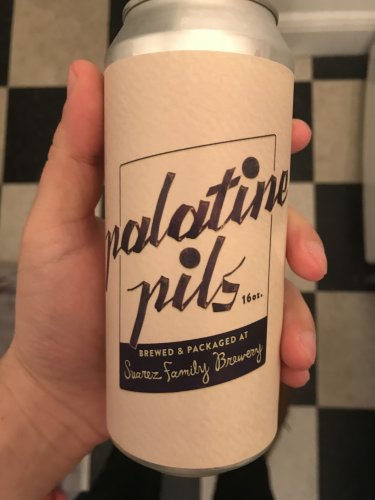 palatine
pils
16oz.
BREWED & PACKAGED AT
Suarez Family Brewery